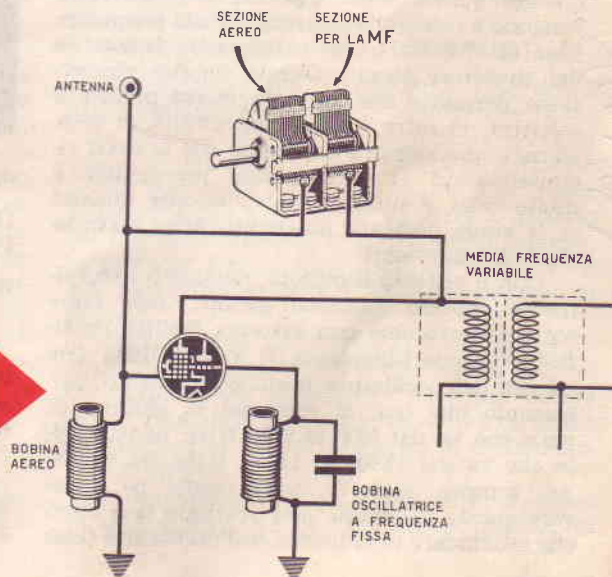 SEZIONE
AEREO
SEZIONE
PER LA MF
ANTENNA
MEDIA FREQUENZA
VARIABILE
BOBINA
AEREO
BOBINA
OSCILLATRICE
A FREQUENZA
FISSA